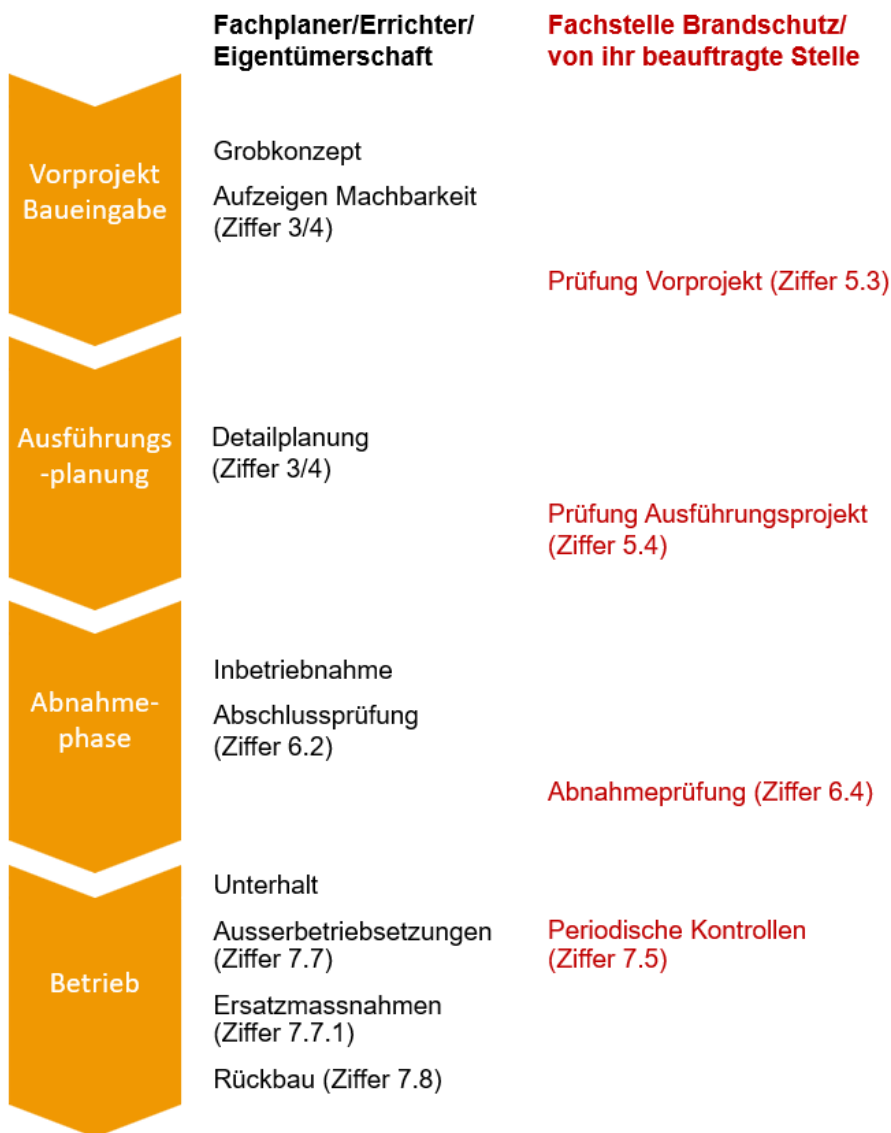 Fachplaner/Errichter/
Eigentümerschaft
Fachstelle Brandschutz/
von ihr beauftragte Stelle
Vorprojekt
Baueingabe
Grobkonzept
Aufzeigen Machbarkeit
(Ziffer 3/4)
Prüfung Vorprojekt (Ziffer 5.3)
Ausführungs
-planung
Detailplanung
(Ziffer 3/4)
Prüfung Ausführungsprojekt
(Ziffer 5.4)
Abnahme-
phase
Inbetriebnahme
Abschlussprüfung
(Ziffer 6.2)
Abnahmeprüfung (Ziffer 6.4)
Betrieb
Unterhalt
Ausserbetriebsetzungen
(Ziffer 7.7)
Ersatzmassnahmen
(Ziffer 7.7.1)
Rückbau (Ziffer 7.8)
Periodische Kontrollen
(Ziffer 7.5)